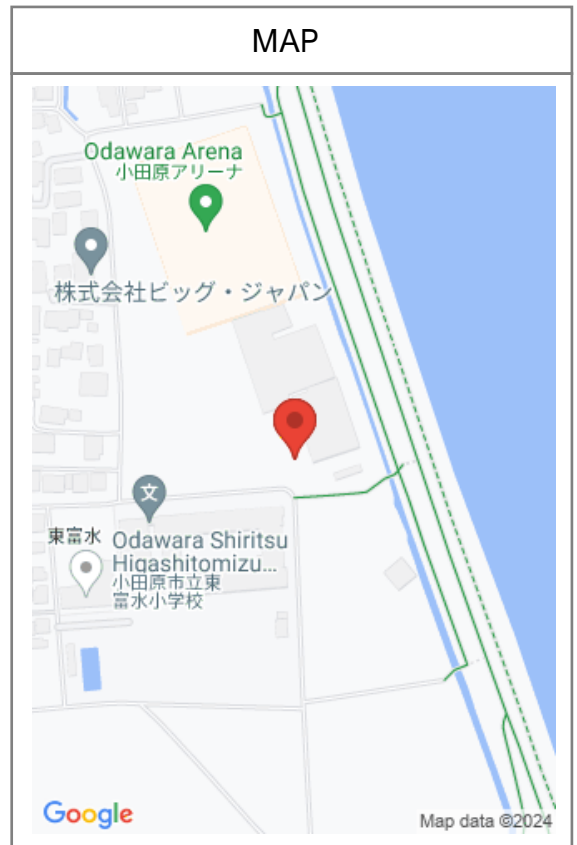 MAP
Odawara Arena
小田原アリーナ
株式会社ビッグ・ジャパン
文
東富水
Odawara Shiritsu
Higashitomizu...
小田原市立東
富水小学校
Google
Map data ©2024